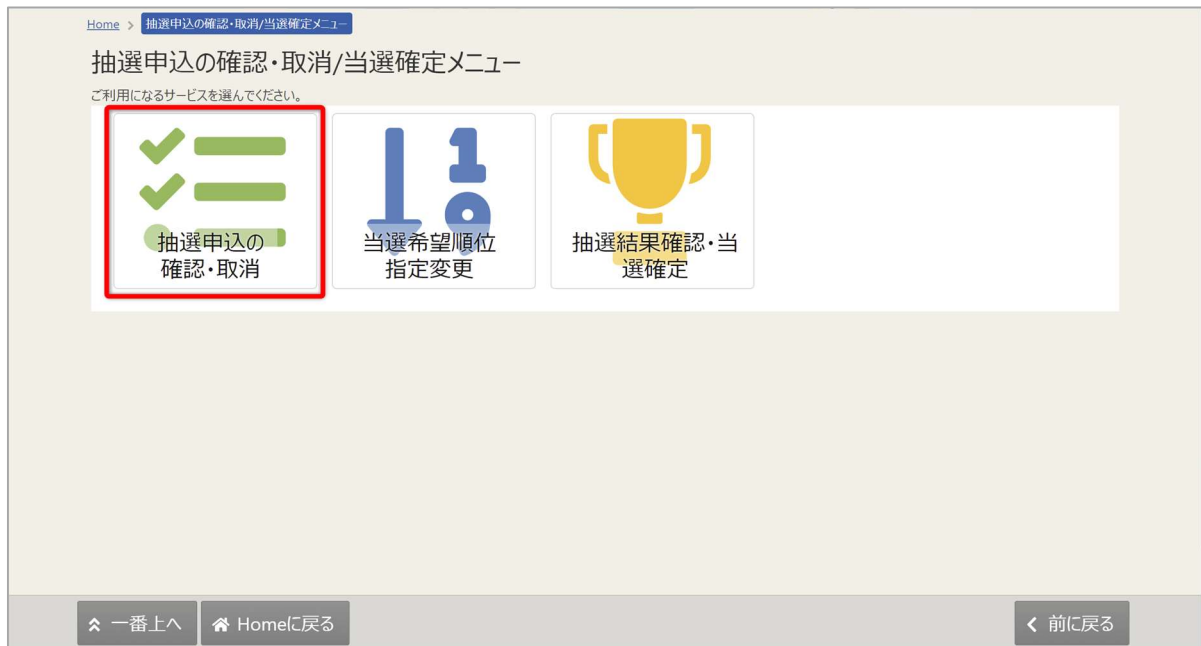 Home > 抽選申込の確認・取消/当選確定メニュー
抽選申込の確認・取消/当選確定メニュー
ご利用になるサービスを選んでください。
抽選申込の
確認・取消
当選希望順位
指定変更
抽選結果確認・当
選確定
一番上へ
Homeに戻る
前に戻る